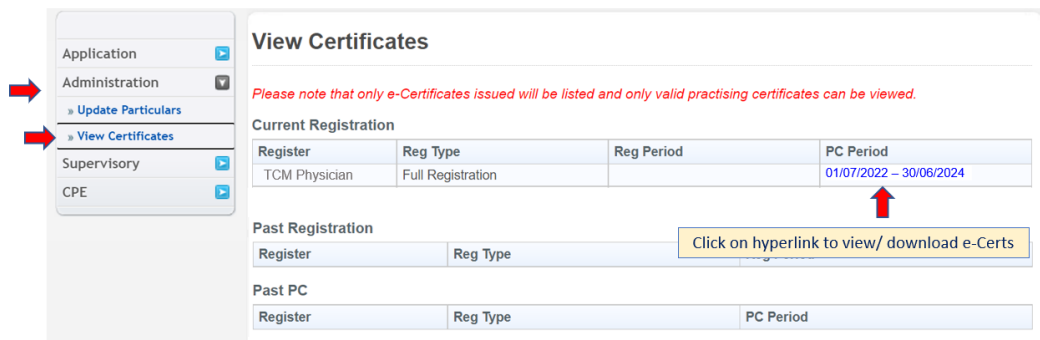 Application
Administration
» Update Particulars
» View Certificates
Supervisory
CPE
View Certificates
Please note that only e-Certificates issued will be listed and only valid practising certificates can be viewed.
Current Registration
Register Reg Type Reg Period PC Period
TCM Physician Full Registration 01/07/2022 – 30/06/2024
Click on hyperlink to view/ download e-Certs
Past Registration
Register Reg Type
Past PC
Register Reg Type PC Period